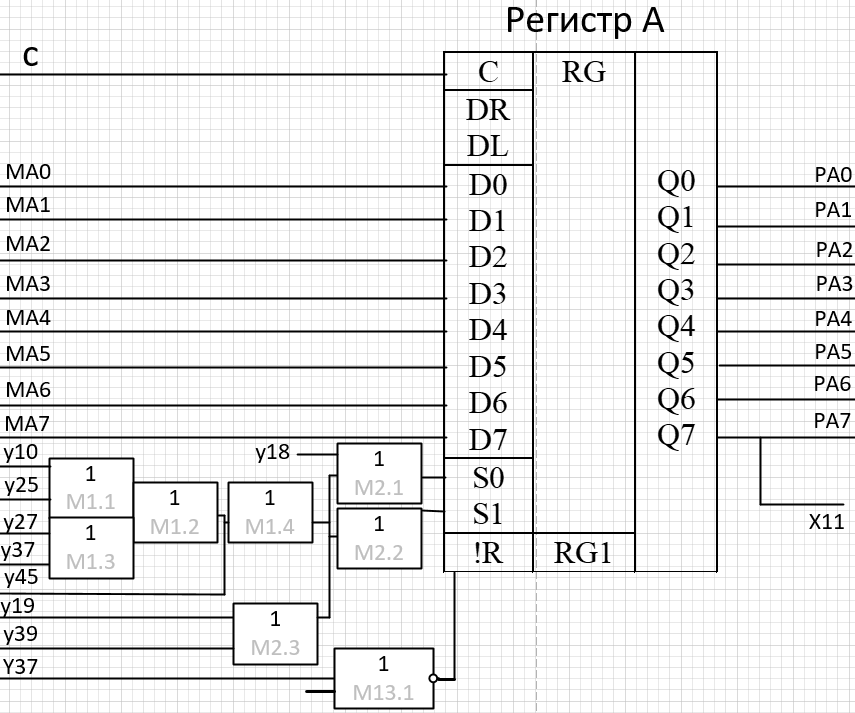 Регистр А
С
C RG
DR
DL
MA0 D0 Q0 PA0
MA1 D1 Q1 PA1
MA2 D2 Q2 PA2
MA3 D3 Q3 PA3
MA4 D4 Q4 PA4
MA5 D5 Q5 PA5
MA6 D6 Q6 PA6
MA7 D7 Q7 PA7
y10 y18 1 S0
y25 1 M1.1 1 1 M2.1
y27 1 M1.2 M1.4 1 S1 X11
y37 M1.3 M2.2 !R RG1
y45
y19 1
y39 M2.3
Y37 1
M13.1